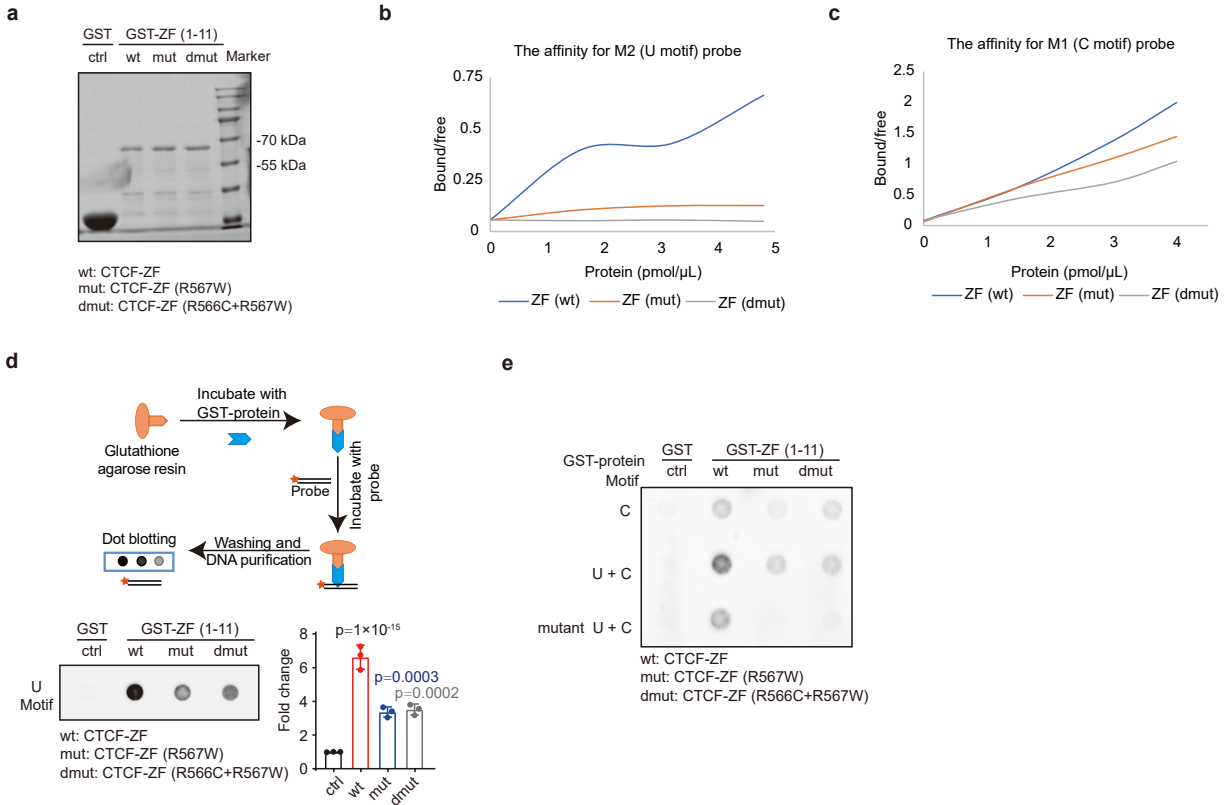 a
GST GST-ZF (1-11)
ctrl wt mut dmut Marker
-70 kDa
-55 kDa
wt: CTCF-ZF
mut: CTCF-ZF (R567W)
dmut: CTCF-ZF (R566C+R567W)
b
The affinity for M2 (U motif) probe
Bound/free
0.75
0.5
0.25
0
0 1 2 3 4 5
Protein (pmol/µL)
ZF (wt) ZF (mut) ZF (dmut)
c
The affinity for M1 (C motif) probe
Bound/free
2.5
2
1.5
1
0.5
0
0 1 2 3 4
Protein (pmol/µL)
ZF (wt) ZF (mut) ZF (dmut)
d
Incubate with
GST-protein
Glutathione
agarose resin
Probe
Incubate with
probe
Dot blotting
Washing and
DNA purification
GST GST-ZF (1-11)
ctrl wt mut dmut
U
Motif
wt: CTCF-ZF
mut: CTCF-ZF (R567W)
dmut: CTCF-ZF (R566C+R567W)
Fold change
8
6
4
2
0
p=1×10⁻¹⁵
p=0.0003
p=0.0002
ctrl wt mut dmut
e
GST GST-ZF (1-11)
GST-protein ctrl wt mut dmut
Motif
C
U + C
mutant U + C
wt: CTCF-ZF
mut: CTCF-ZF (R567W)
dmut: CTCF-ZF (R566C+R567W)